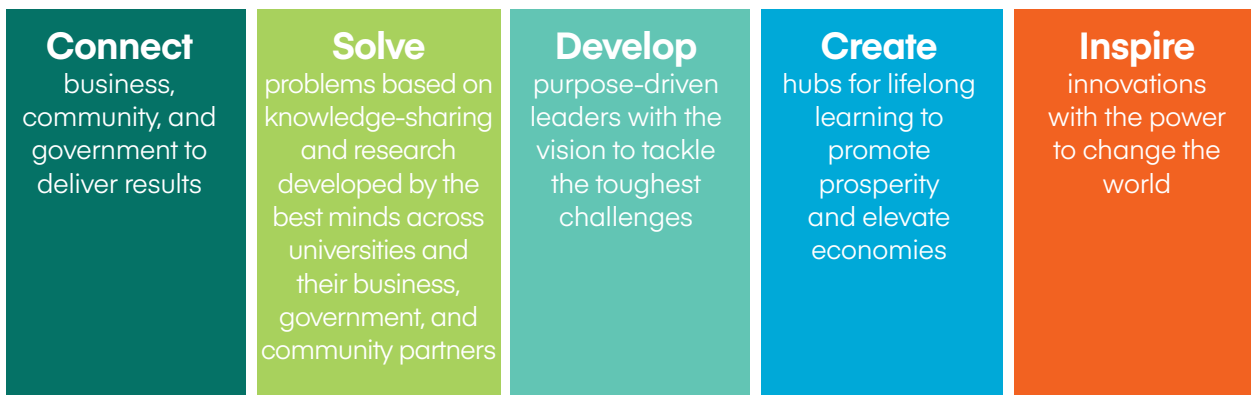 Connect
business,
community, and
government to
deliver results
Solve
problems based on
knowledge-sharing
and research
developed by the
best minds across
universities and
their business,
government, and
community partners
Develop
purpose-driven
leaders with the
vision to tackle
the toughest
challenges
Create
hubs for lifelong
learning to
promote
prosperity
and elevate
economies
Inspire
innovations
with the power
to change the
world